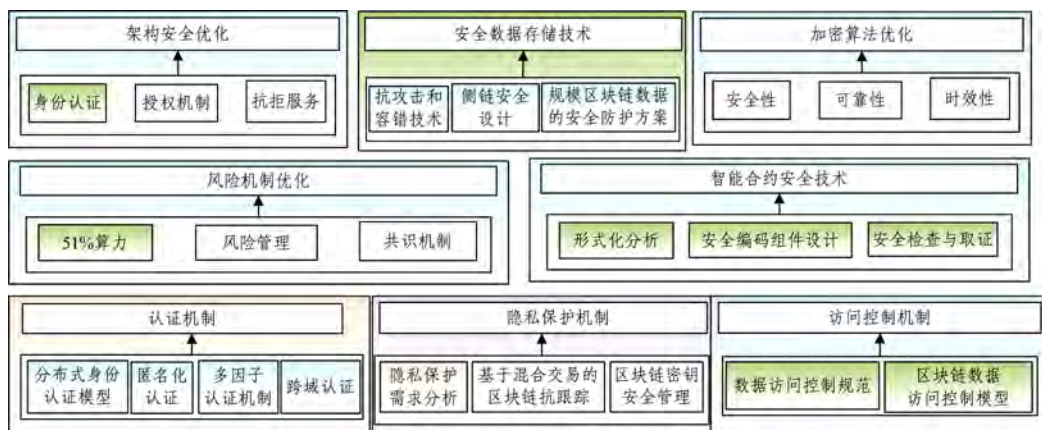 架构安全优化
安全数据存储技术
加密算法优化
身份认证
授权机制
抗拒服务
抗攻击和
容错技术
侧链安全
设计
规模区块链数据
的安全防护方案
安全性
可靠性
时效性
风险机制优化
智能合约安全技术
51%算力
风险管理
共识机制
形式化分析
安全编码组件设计
安全检查与取证
认证机制
隐私保护机制
访问控制机制
分布式身份
认证模型
匿名化
认证
多因子
认证机制
跨域认证
隐私保护
需求分析
基于混合交易的
区块链抗跟踪
区块链密钥
安全管理
数据访问控制规范
区块链数据
访问控制模型